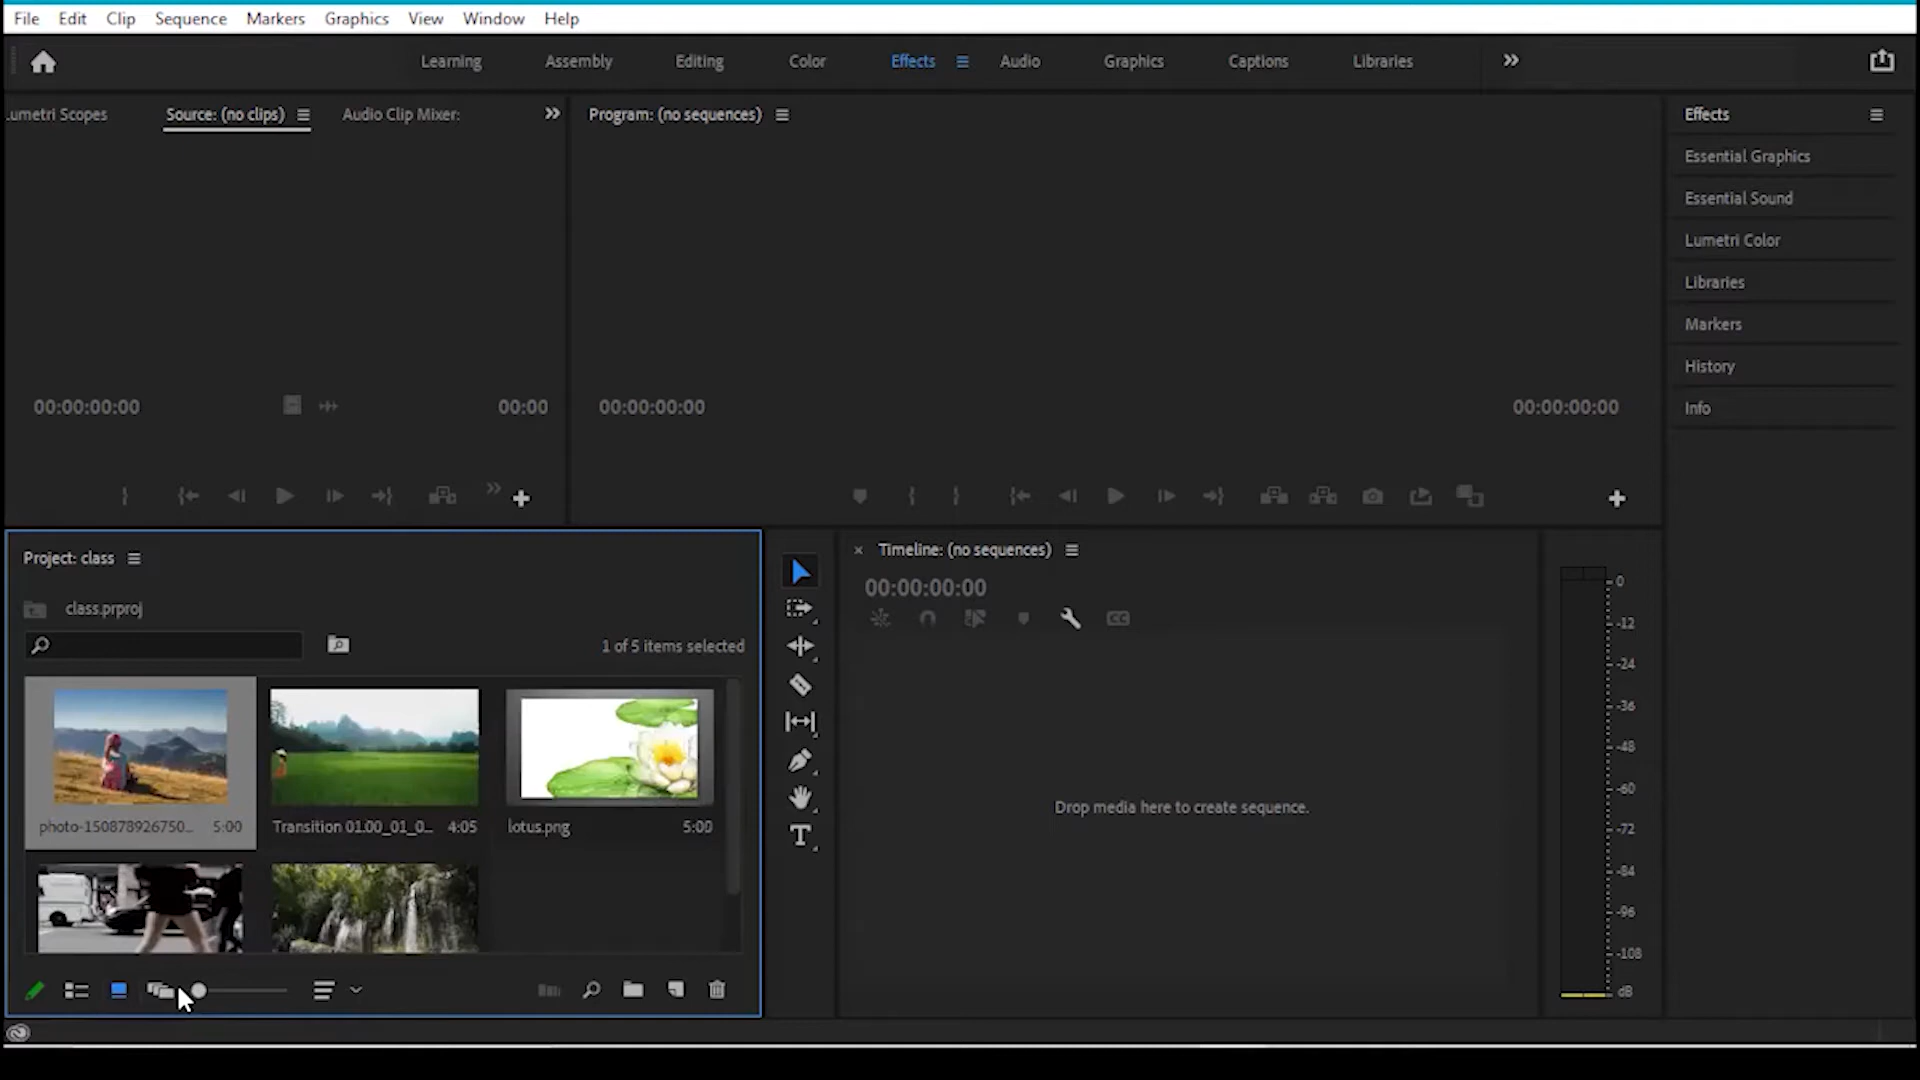 File Edit Clip Sequence Markers Graphics View Window Help
Learning Assembly Editing Color Effects Audio Graphics Captions Libraries
umetri Scopes Source: (no clips) Audio Clip Mixer: Program: (no sequences) Effects
Essential Graphics
Essential Sound
Lumetri Color
Libraries
Markers
History
Info
00:00:00:00 00:00 00:00:00:00 00:00:00:00
Project: class
class.prproj
1 of 5 items selected
photo-150878926750... 5:00 Transition 01.00_01_0... 4:05 lotus.png 5:00
Timeline: (no sequences)
00:00:00:00
CC
Drop media here to create sequence.
T
0
-12
-24
-36
-48
-60
-72
-84
-96
-108
dB